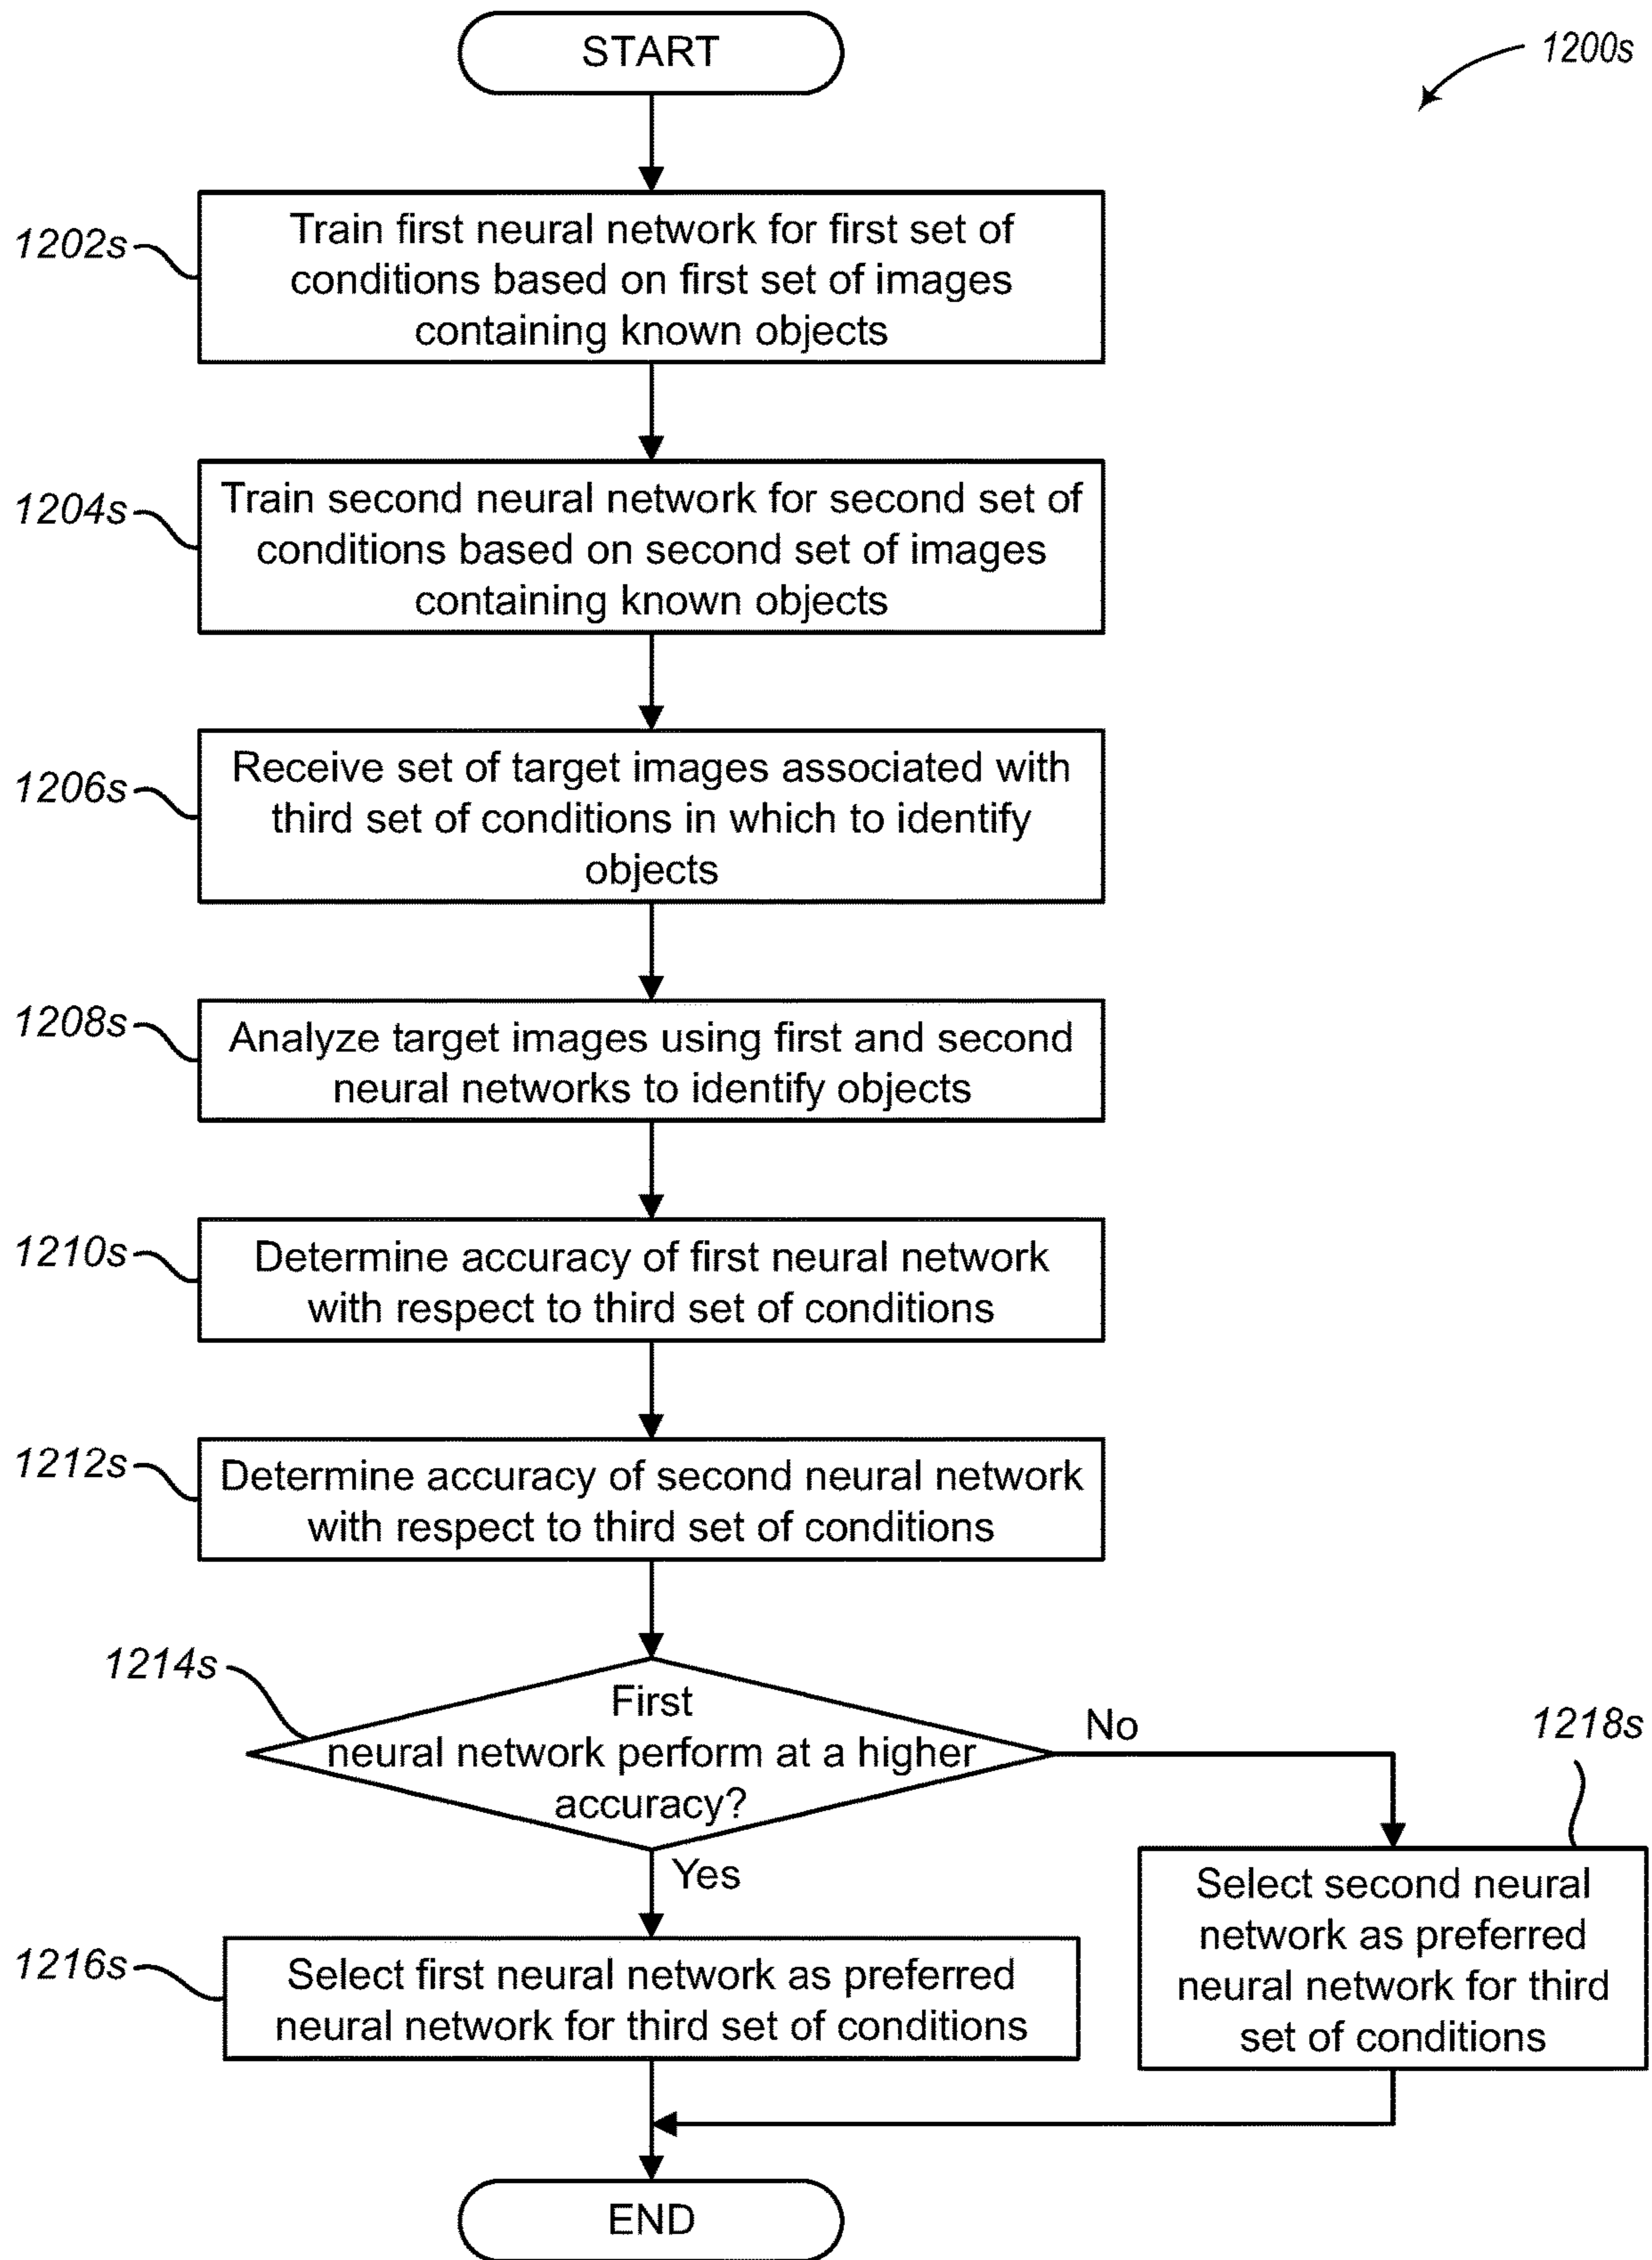 START
1200s
1202s
Train first neural network for first set of
conditions based on first set of images
containing known objects
1204s
Train second neural network for second set of
conditions based on second set of images
containing known objects
1206s
Receive set of target images associated with
third set of conditions in which to identify
objects
1208s
Analyze target images using first and second
neural networks to identify objects
1210s
Determine accuracy of first neural network
with respect to third set of conditions
1212s
Determine accuracy of second neural network
with respect to third set of conditions
1214s
First
neural network perform at a higher
accuracy?
No
1218s
Yes
Select second neural
network as preferred
neural network for third
set of conditions
1216s
Select first neural network as preferred
neural network for third set of conditions
END